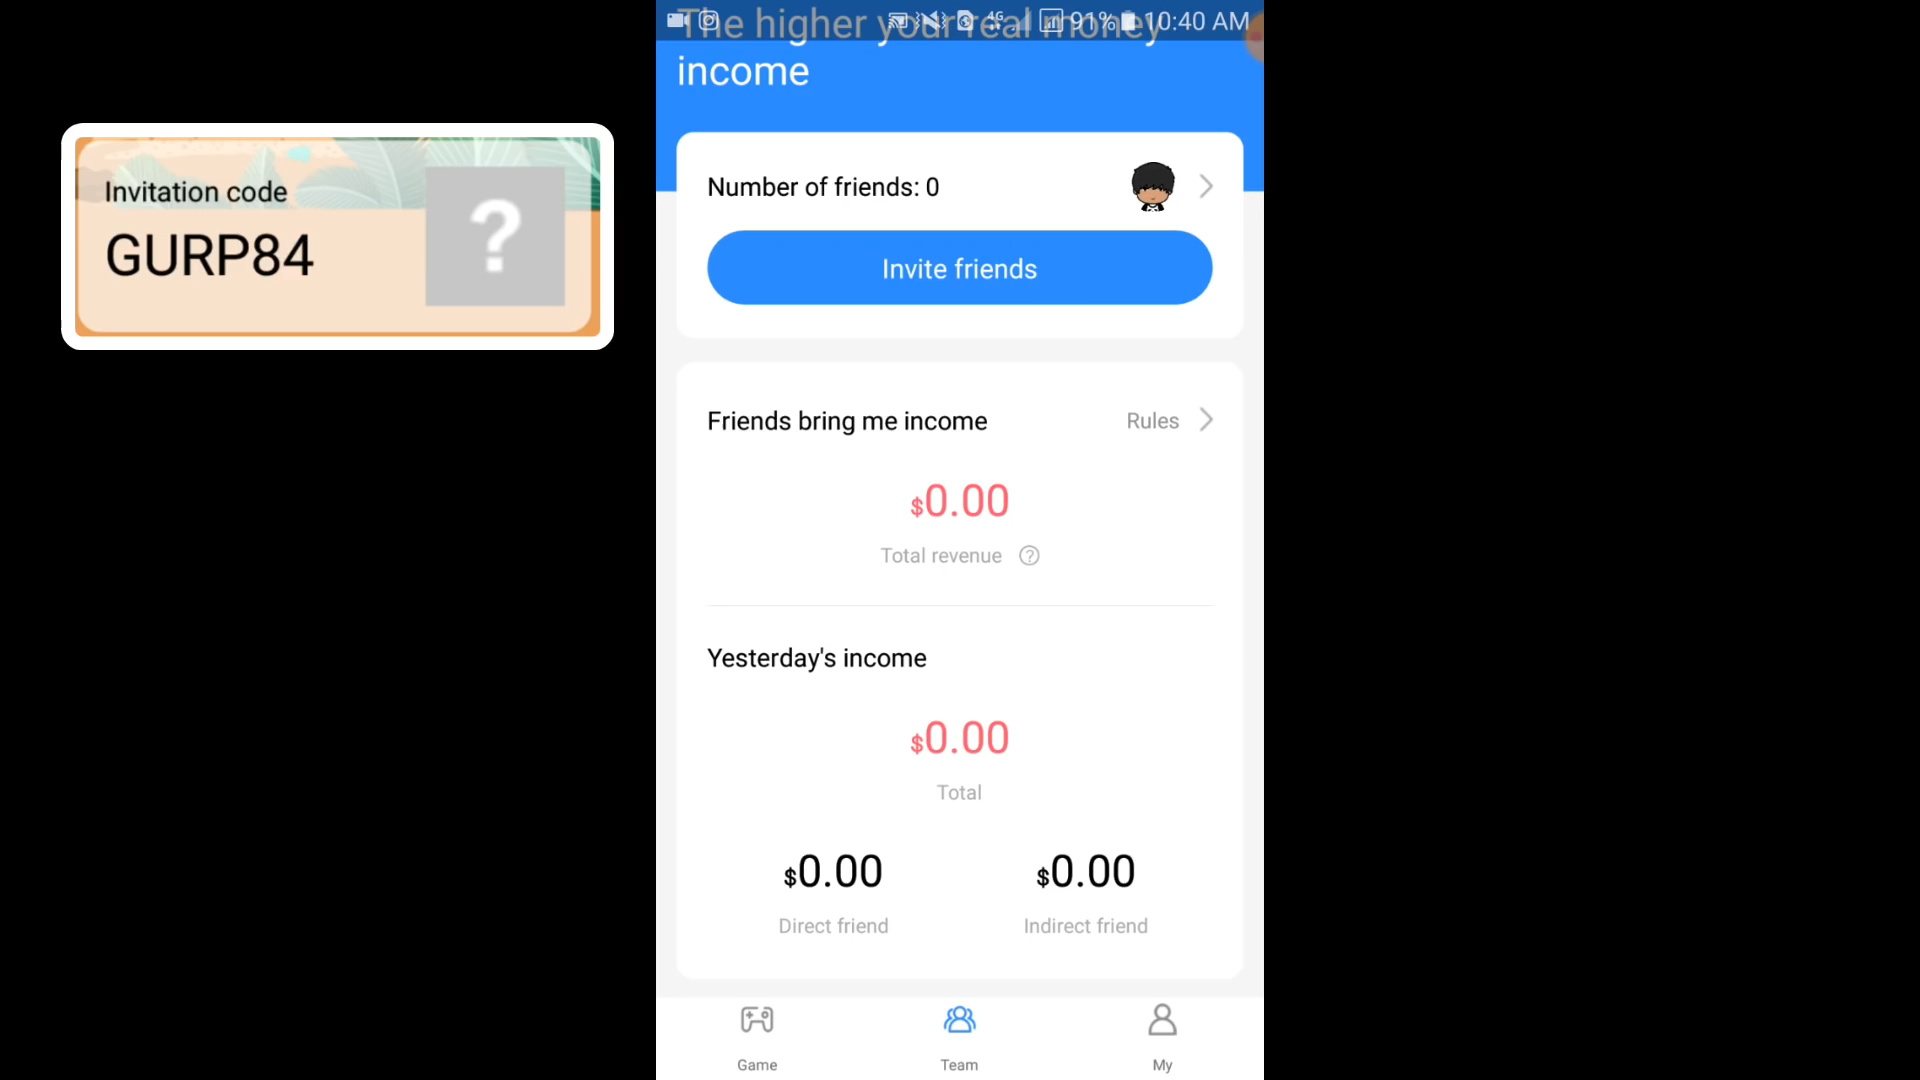 Invitation code
GURP84
4G 91% 10:40 AM
The higher your real money
income
Number of friends: 0
Invite friends
Friends bring me income
Rules
$0.00
Total revenue ?
Yesterday's income
$0.00
Total
$0.00 $0.00
Direct friend Indirect friend
Game Team My